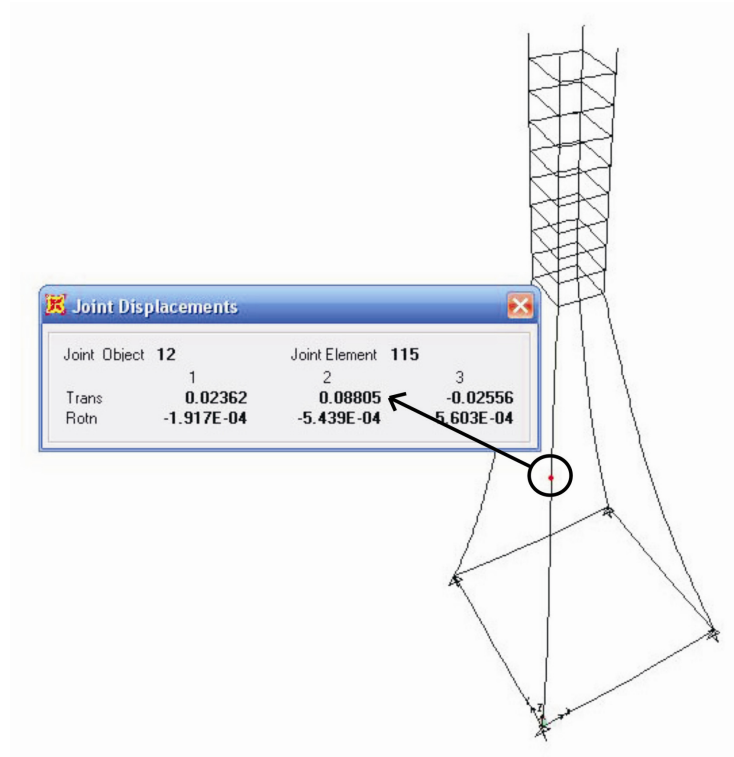 Joint Displacements
Joint Object 12 Joint Element 115
1 2 3
Trans 0.02362 0.08805 -0.02556
Rotn -1.917E-04 -5.439E-04 5.603E-04
Z